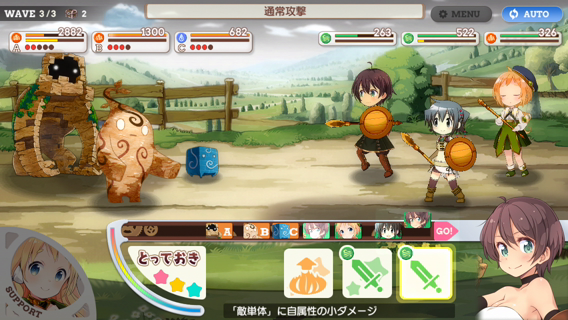 WAVE 3/3 2
通常攻撃
MENU
AUTO
2882
1300
682
263
522
326
A
B
C
A B C GO!
とっておき
SUPPORT
「敵単体」に自属性の小ダメージ